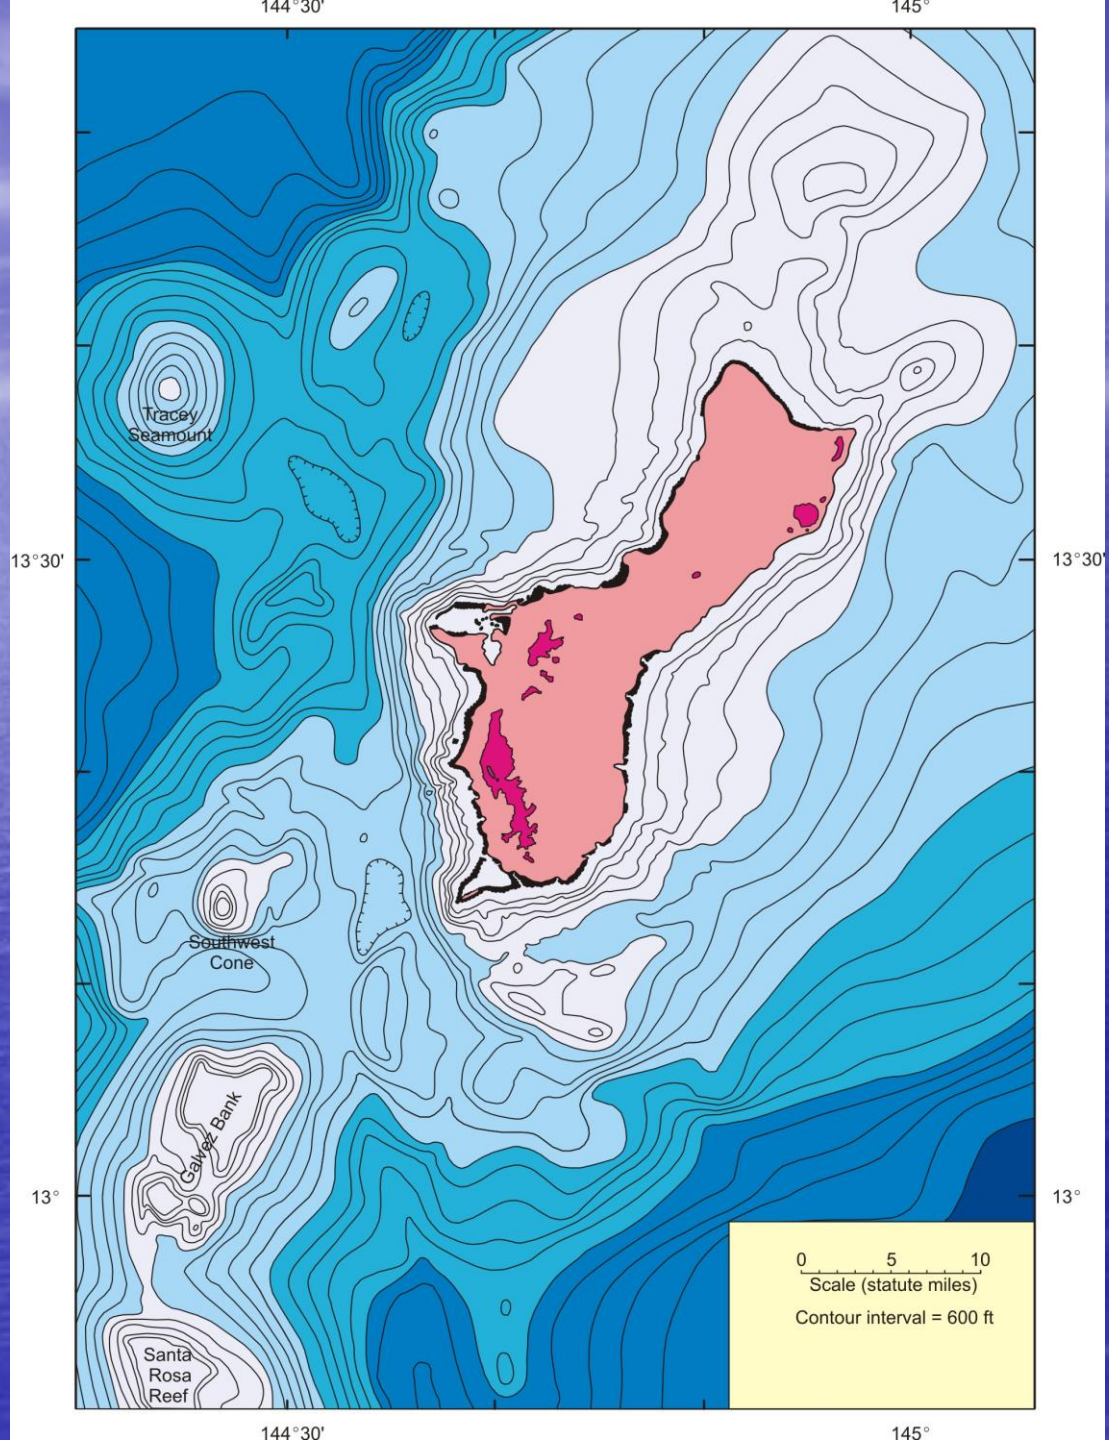 144°30'
145°
Tracey
Seamount
13°30'
13°30'
Southwest
Cone
Galvez Bank
13°
13°
0 5 10
Scale (statute miles)
Contour interval = 600 ft
Santa
Rosa
Reef
144°30'
145°